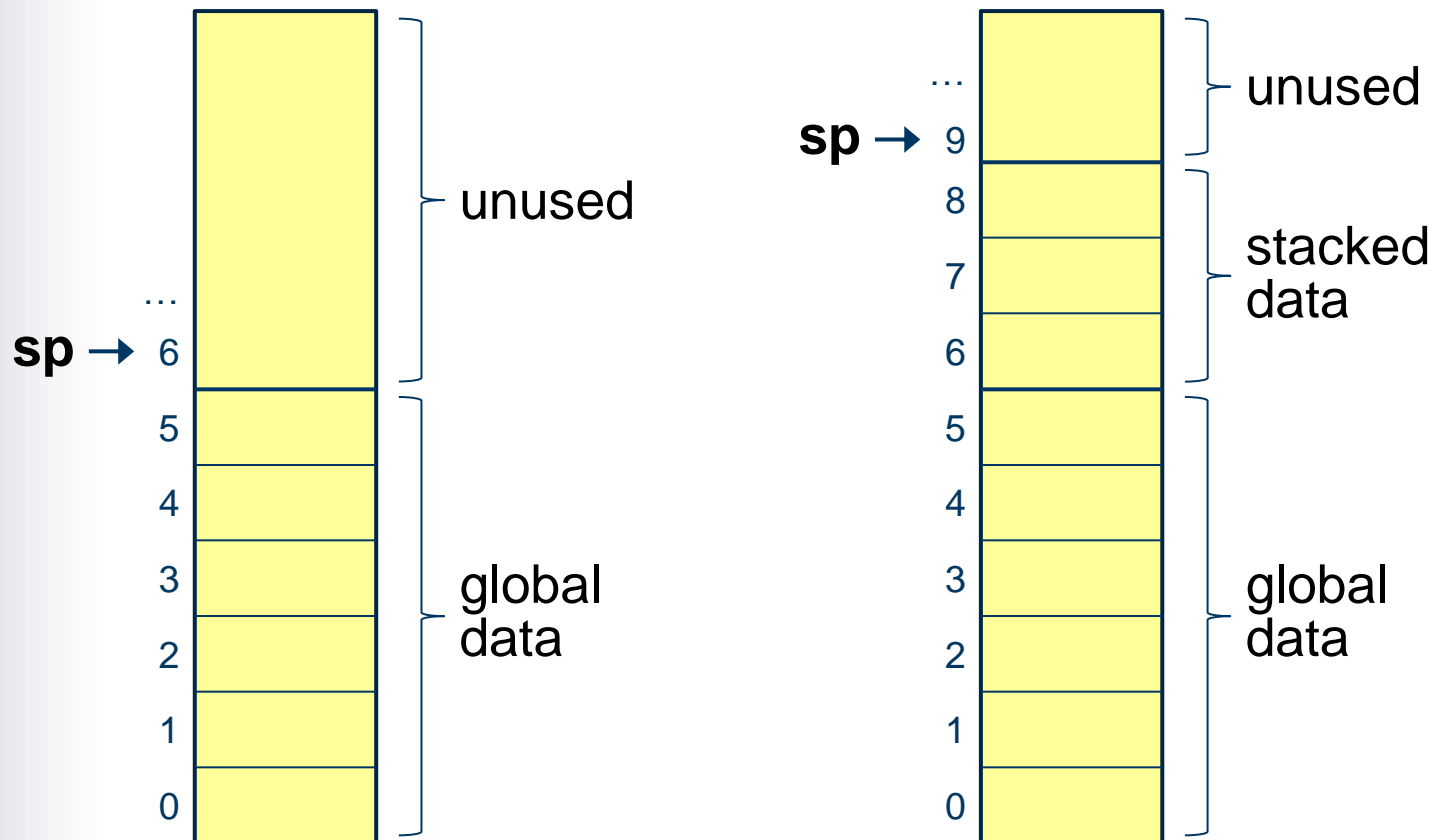 unused
...
sp → 6
5
4
3
2
1
0
global
data
...
sp → 9
unused
8
7
6
stacked
data
5
4
3
2
1
0
global
data